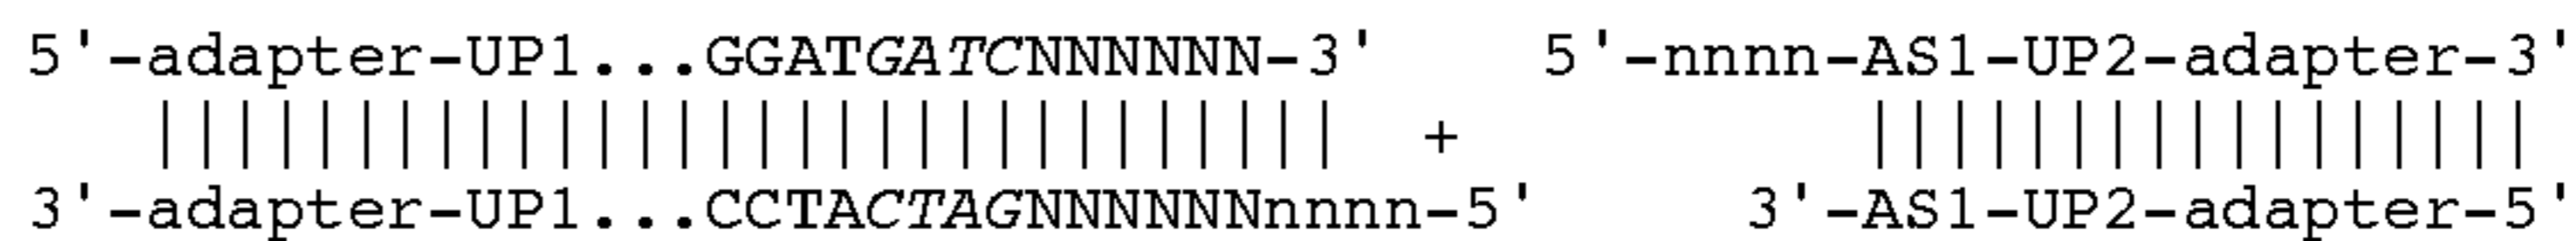 5'-adapter-UP1...GGATGATCNNNNNN-3' 5'-nnnn-AS1-UP2-adapter-3'
|||||||||||||||||||||||||||||| + |||||||||||||||||
3'-adapter-UP1...CCTACTAGNNNNNNnnnn-5' 3'-AS1-UP2-adapter-5'